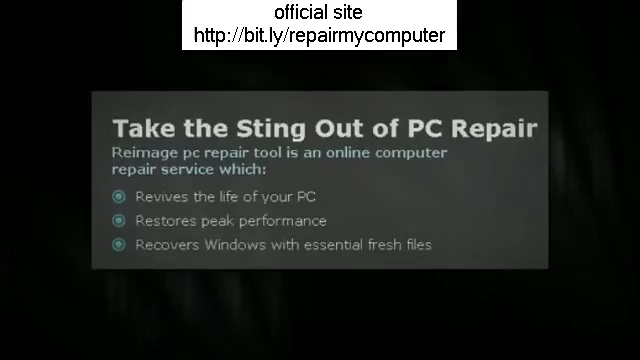 official site
http://bit.ly/repairmycomputer
Take the Sting Out of PC Repair
Reimage pc repair tool is an online computer
repair service which:
Revives the life of your PC
Restores peak performance
Recovers Windows with essential fresh files